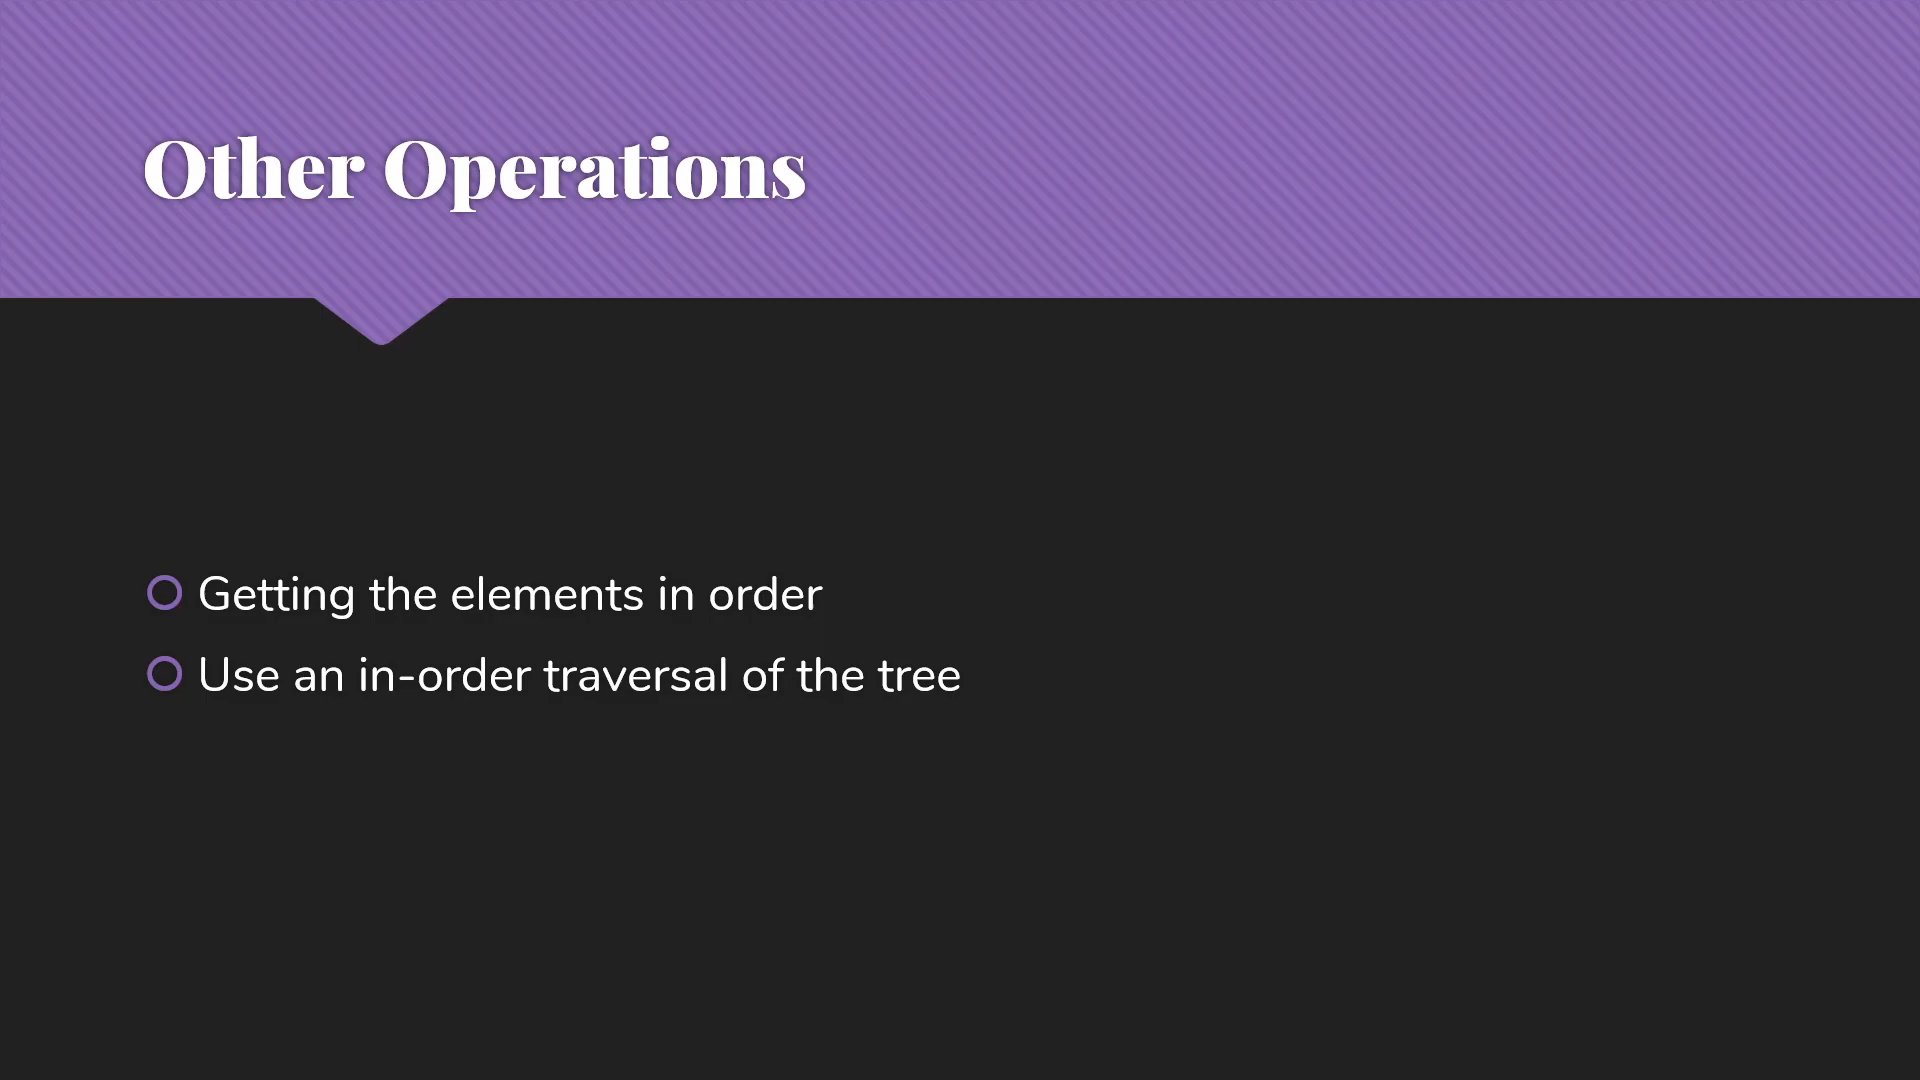 Other Operations
Getting the elements in order
Use an in-order traversal of the tree